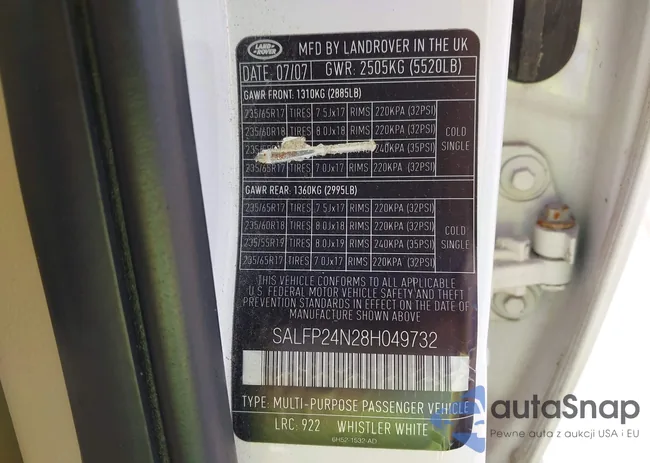 LAND ROVER MFD BY LANDROVER IN THE UK
DATE: 07/07 GWR: 2505KG (5520LB)
GAWR FRONT: 1310KG (2885LB)
235/65R17 TIRES 7.5Jx17 RIMS 220KPA (32PSI)
235/60R18 TIRES 8.0Jx18 RIMS 220KPA (32PSI) COLD
240KPA (35PSI) SINGLE
235/65R17 TIRES 7.0Jx17 RIMS 220KPA (32PSI)
GAWR REAR: 1360KG (2995LB)
235/65R17 TIRES 7.5Jx17 RIMS 220KPA (32PSI)
235/60R18 TIRES 8.0Jx18 RIMS 220KPA (32PSI) COLD
235/55R19 TIRES 8.0Jx19 RIMS 240KPA (35PSI) SINGLE
235/65R17 TIRES 7.0Jx17 RIMS 220KPA (32PSI)
THIS VEHICLE CONFORMS TO ALL APPLICABLE
U.S. FEDERAL MOTOR VEHICLE SAFETY AND THEFT
PREVENTION STANDARDS IN EFFECT ON THE DATE OF
MANUFACTURE SHOWN ABOVE
SALFP24N28H049732
TYPE: MULTI-PURPOSE PASSENGER VEHICLE
LRC: 922 WHISTLER WHITE
6H52-1532-AD
autaSnap
Pewne auta z aukcji USA i EU